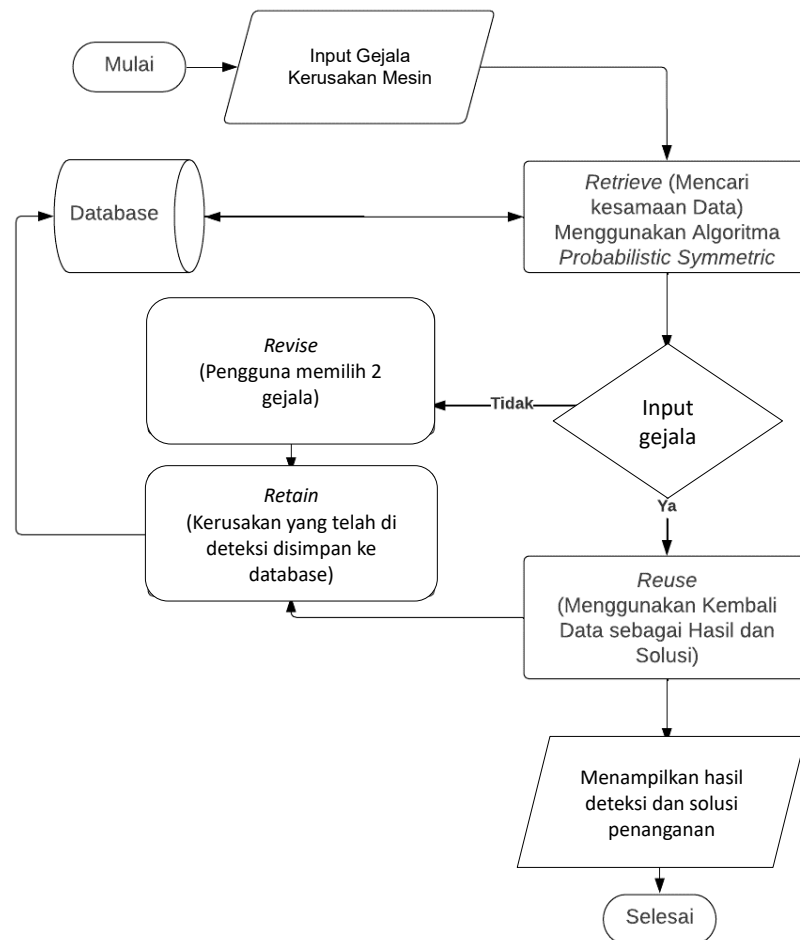 Mulai
Input Gejala
Kerusakan Mesin
Database
Retrieve (Mencari
kesamaan Data)
Menggunakan Algoritma
Probabilistic Symmetric
Revise
(Pengguna memilih 2
gejala)
Tidak
Input
gejala
Retain
(Kerusakan yang telah di
deteksi disimpan ke
database)
Ya
Reuse
(Menggunakan Kembali
Data sebagai Hasil dan
Solusi)
Menampilkan hasil
deteksi dan solusi
penanganan
Selesai